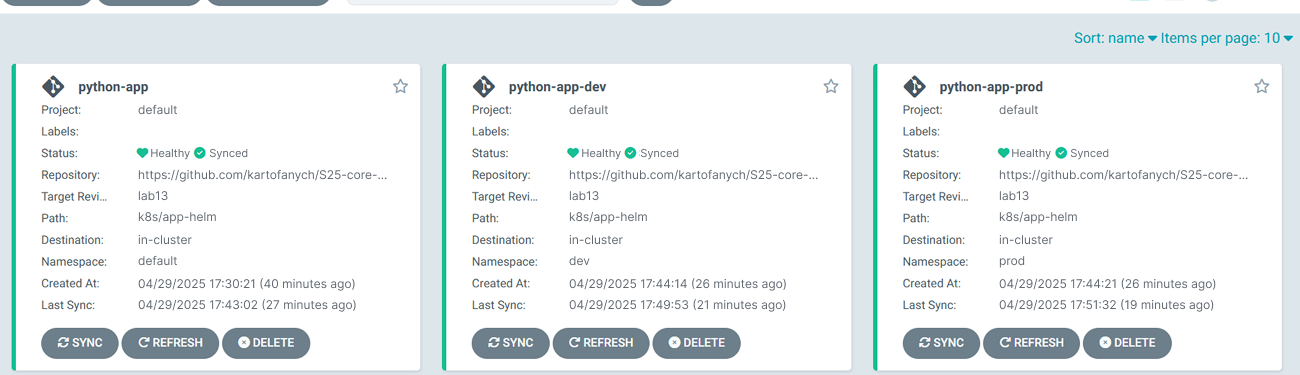 Sort: name Items per page: 10
python-app
Project: default
Labels:
Status: Healthy Synced
Repository: https://github.com/kartofanych/S25-core-...
Target Revi... lab13
Path: k8s/app-helm
Destination: in-cluster
Namespace: default
Created At: 04/29/2025 17:30:21 (40 minutes ago)
Last Sync: 04/29/2025 17:43:02 (27 minutes ago)
SYNC REFRESH DELETE
python-app-dev
Project: default
Labels:
Status: Healthy Synced
Repository: https://github.com/kartofanych/S25-core-...
Target Revi... lab13
Path: k8s/app-helm
Destination: in-cluster
Namespace: dev
Created At: 04/29/2025 17:44:14 (26 minutes ago)
Last Sync: 04/29/2025 17:49:53 (21 minutes ago)
SYNC REFRESH DELETE
python-app-prod
Project: default
Labels:
Status: Healthy Synced
Repository: https://github.com/kartofanych/S25-core-...
Target Revi... lab13
Path: k8s/app-helm
Destination: in-cluster
Namespace: prod
Created At: 04/29/2025 17:44:21 (26 minutes ago)
Last Sync: 04/29/2025 17:51:32 (19 minutes ago)
SYNC REFRESH DELETE